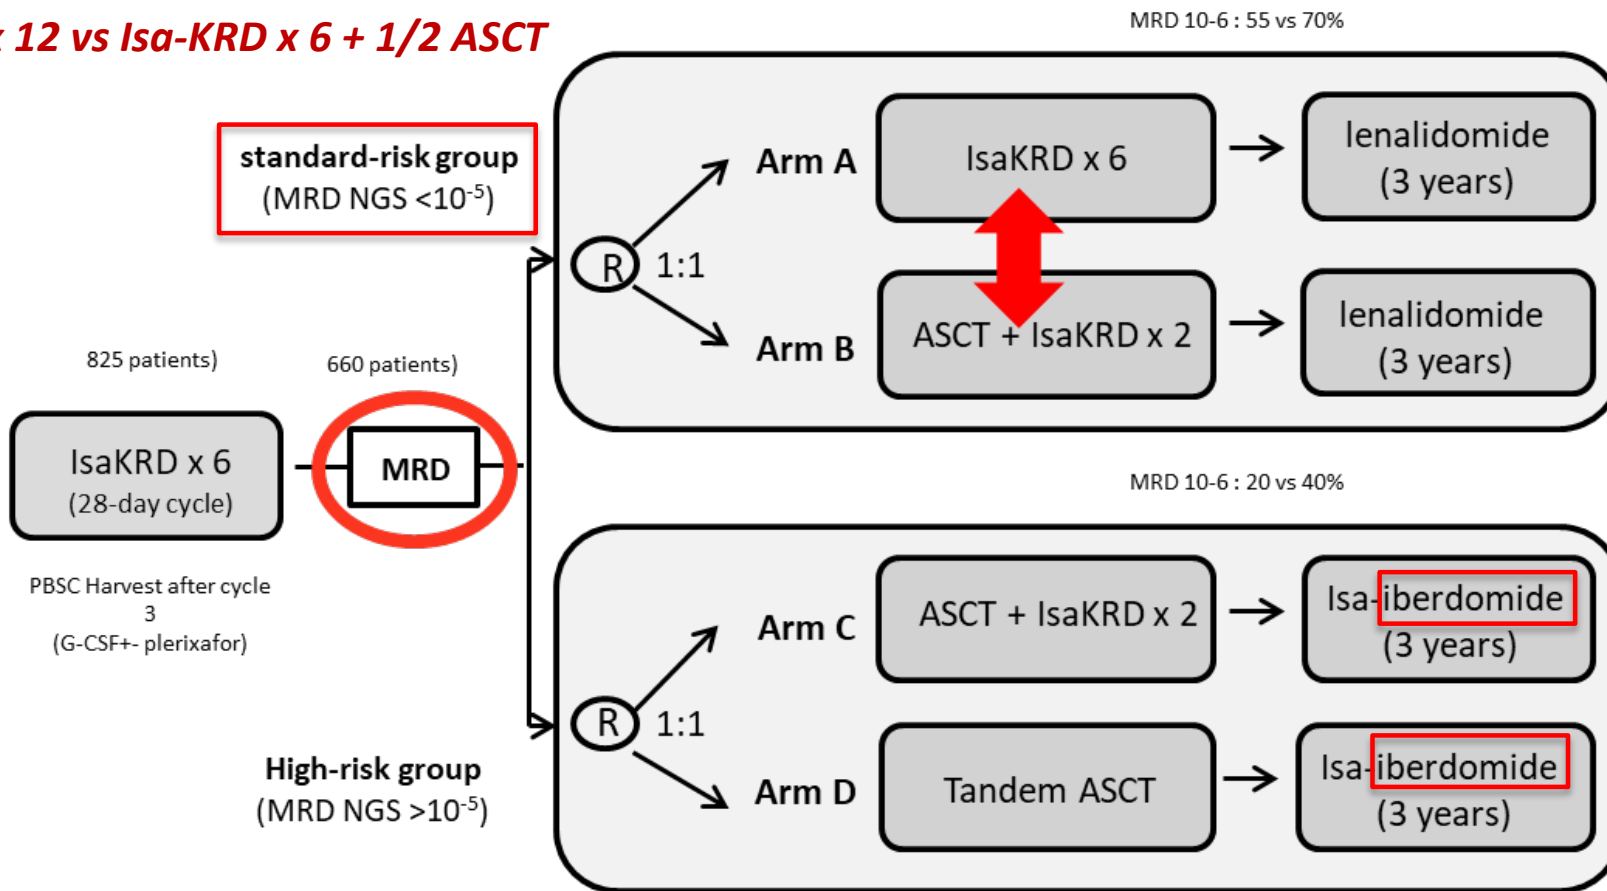 x 12 vs Isa-KRD x 6 + 1/2 ASCT
MRD 10-6 : 55 vs 70%
standard-risk group
(MRD NGS <10⁻⁵)
R 1:1
Arm A
IsaKRD x 6
lenalidomide
(3 years)
Arm B
ASCT + IsaKRD x 2
lenalidomide
(3 years)
825 patients)
660 patients)
IsaKRD x 6
(28-day cycle)
MRD
PBSC Harvest after cycle
3
(G-CSF+- plerixafor)
MRD 10-6 : 20 vs 40%
High-risk group
(MRD NGS >10⁻⁵)
R 1:1
Arm C
ASCT + IsaKRD x 2
Isa-iberdomide
(3 years)
Arm D
Tandem ASCT
Isa-iberdomide
(3 years)